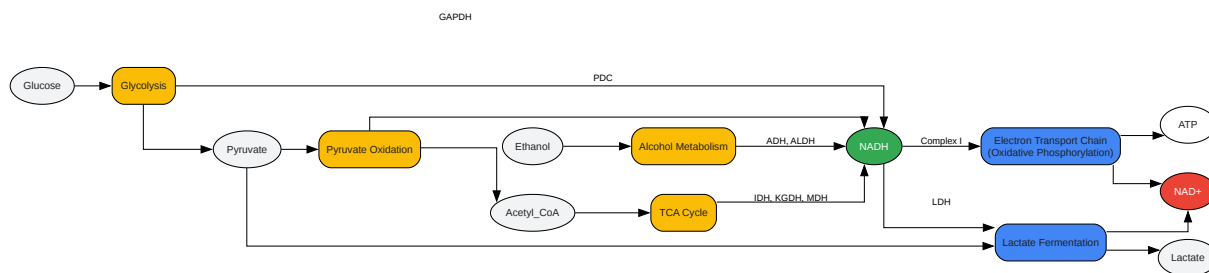 GAPDH
PDC
Glucose
Glycolysis
Pyruvate
Pyruvate Oxidation
Ethanol
Alcohol Metabolism
ADH, ALDH
NADH
Complex I
Electron Transport Chain
(Oxidative Phosphorylation)
ATP
NAD+
Acetyl_CoA
TCA Cycle
IDH, KGDH, MDH
LDH
Lactate Fermentation
Lactate